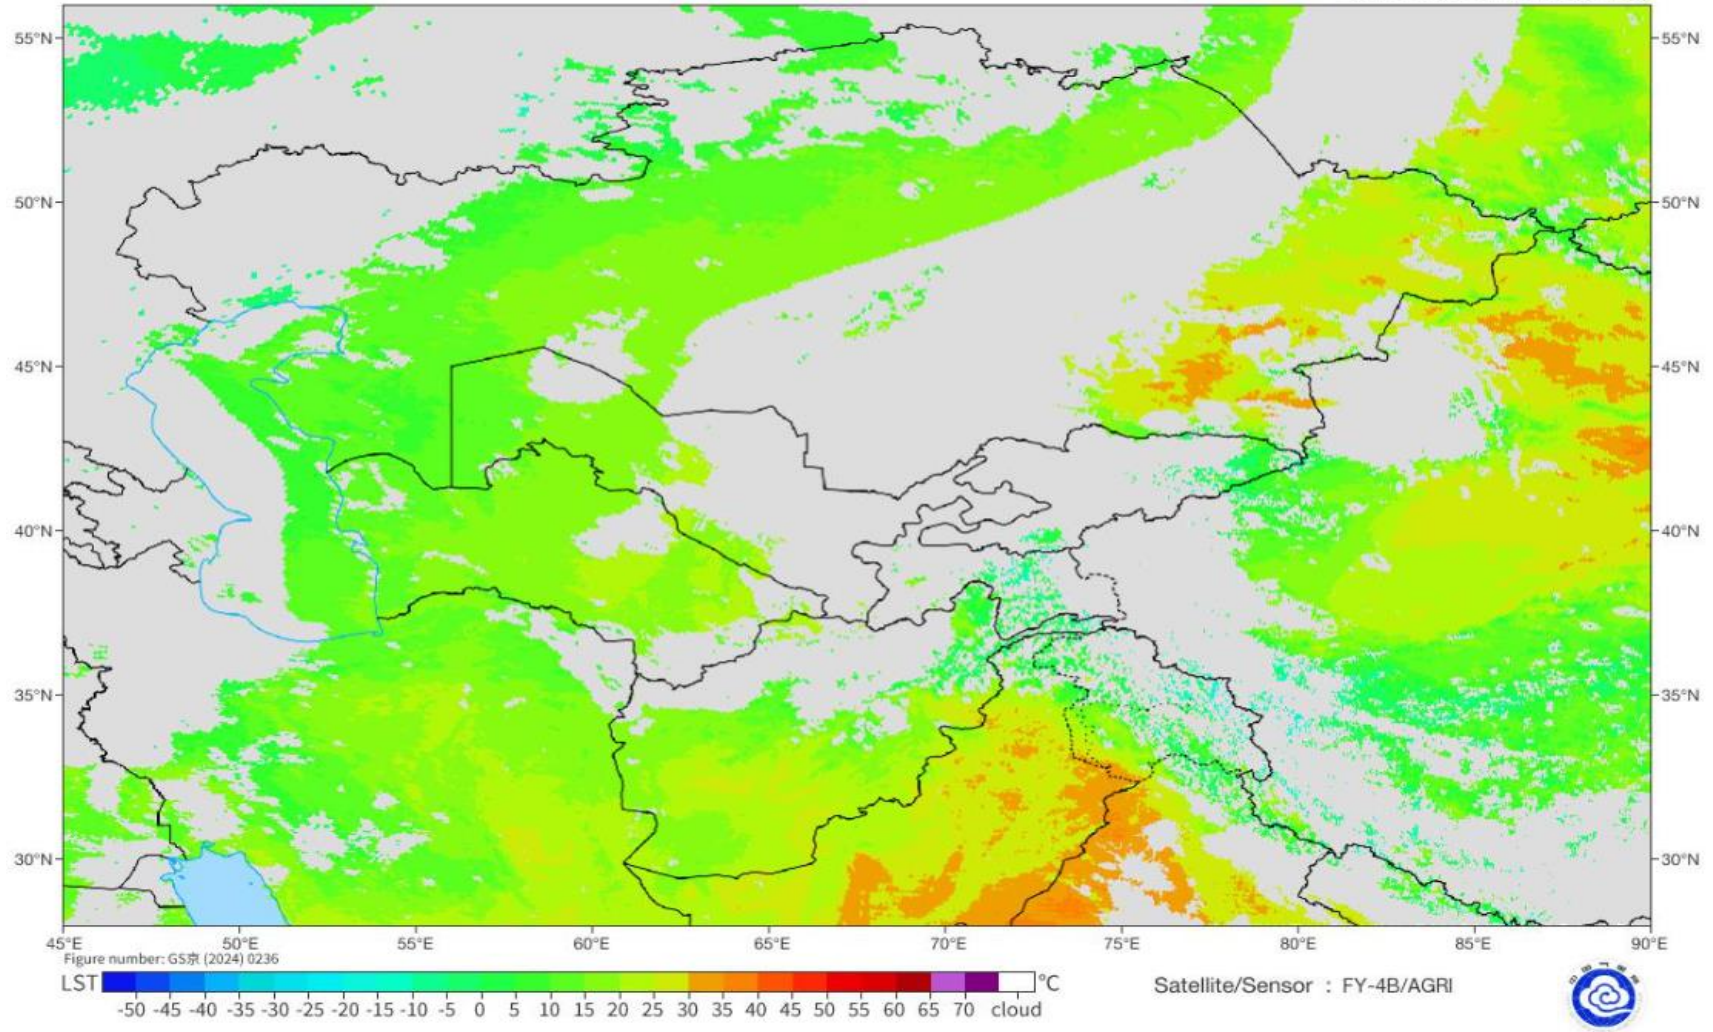 55°N
55°N
50°N
50°N
45°N
45°N
40°N
40°N
35°N
35°N
30°N
30°N
45°E 50°E 55°E 60°E 65°E 70°E 75°E 80°E 85°E 90°E
Figure number: GS京 (2024) 0236
LST °C
-50 -45 -40 -35 -30 -25 -20 -15 -10 -5 0 5 10 15 20 25 30 35 40 45 50 55 60 65 70 cloud
Satellite/Sensor : FY-4B/AGRI